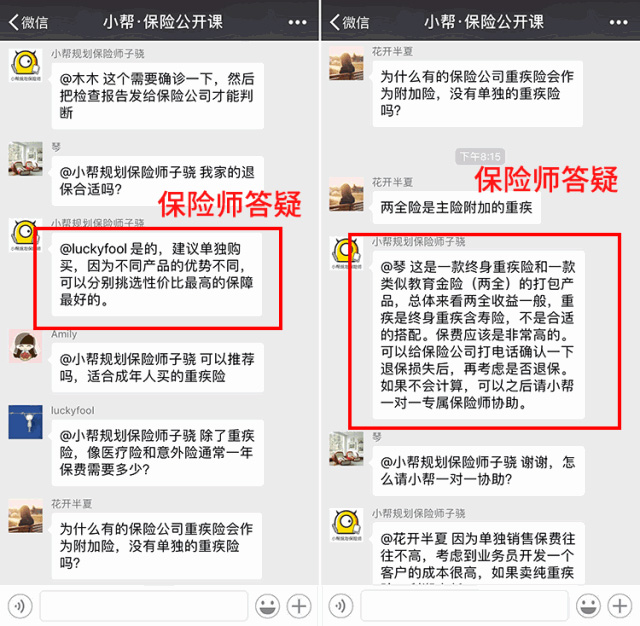 微信
小帮·保险公开课
小帮规划保险师子骁
@木木 这个需要确诊一下，然后
把检查报告发给保险公司才能判
断
琴
@小帮规划保险师子骁 我家的退
保合适吗？
保险师答疑
小帮规划保险师子骁
@luckyfool 是的，建议单独购
买，因为不同产品的优势不同，
可以分别挑选性价比最高的保障
最好的。
Amily
@小帮规划保险师子骁 可以推荐
吗，适合成年人买的重疾险
luckyfool
@小帮规划保险师子骁 除了重疾
险，像医疗险和意外险通常一年
保费需要多少？
花开半夏
为什么有的保险公司重疾险会作
为附加险，没有单独的重疾险
吗？
微信
小帮·保险公开课
花开半夏
为什么有的保险公司重疾险会作
为附加险，没有单独的重疾险
吗？
下午8:15
保险师答疑
花开半夏
两全险是主险附加的重疾
小帮规划保险师子骁
@琴 这是一款终身重疾险和一款
类似教育金险（两全）的打包产
品，总体来看两全收益一般，重
疾是终身重疾含寿险，不是合适
的搭配。保费应该是非常高的。
可以给保险公司打电话确认一下
退保损失后，再考虑是否退保。
如果不会计算，可以之后请小帮
一对一专属保险师协助。
琴
@小帮规划保险师子骁 谢谢，怎
么请小帮一对一协助？
小帮规划保险师子骁
@花开半夏 因为单独销售保费往
往不高，考虑到业务员开发一个
客户的成本很高，如果卖纯重疾